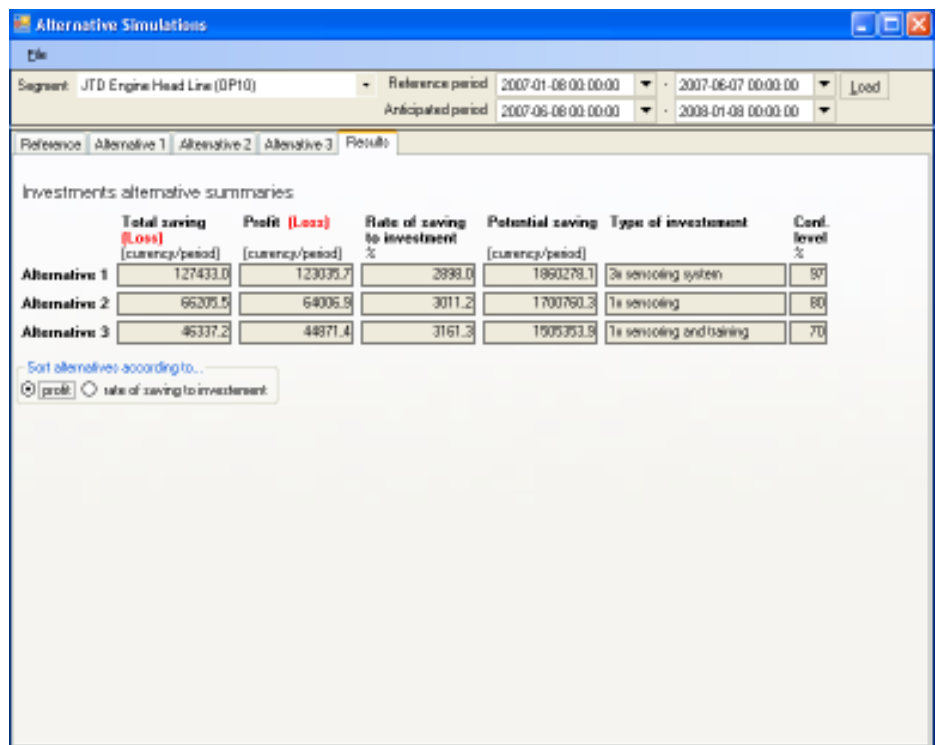 Alternative Simulations
File
Segment JTD Engine Head Line (OP10) Reference period 2007-01-08 00:00:00 - 2007-06-07 00:00:00 Load
Anticipated period 2007-06-08 00:00:00 - 2008-01-08 00:00:00
Reference Alternative 1 Alternative 2 Alternative 3 Results
Investments alternative summaries
Total saving Profit (Loss) Rate of saving Potential saving Type of investement Conf.
(Loss) to investment level
[currency/period] [currency/period] % [currency/period] %
Alternative 1 127433.0 123035.7 2898.0 1860278.1 3x sensoring system 97
Alternative 2 66205.5 64006.9 3011.2 1700760.3 1x sensoring 80
Alternative 3 46337.2 44871.4 3161.3 1505353.9 1x sensoring and training 70
Sort alternatives according to...
profit rate of saving to investement